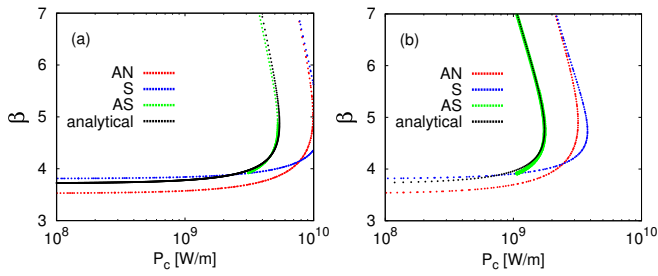 (a)
AN
S
AS
analytical
β
7
6
5
4
3
10^8
10^9
10^10
P_c [W/m]
(b)
AN
S
AS
analytical
β
7
6
5
4
3
10^8
10^9
10^10
P_c [W/m]